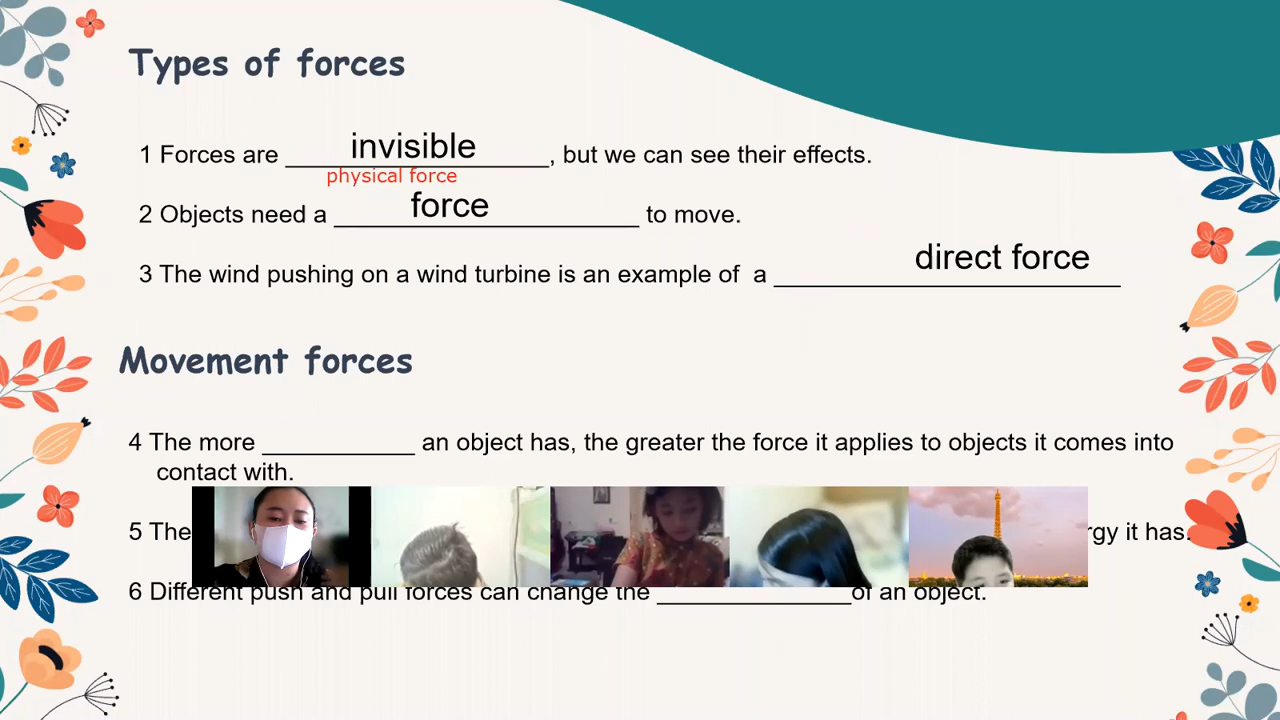 Types of forces
1 Forces are invisible, but we can see their effects.
physical force
2 Objects need a force to move.
3 The wind pushing on a wind turbine is an example of a direct force
Movement forces
4 The more ___________ an object has, the greater the force it applies to objects it comes into
contact with.
5 The rgy it has.
6 Different push and pull forces can change the ______________of an object.